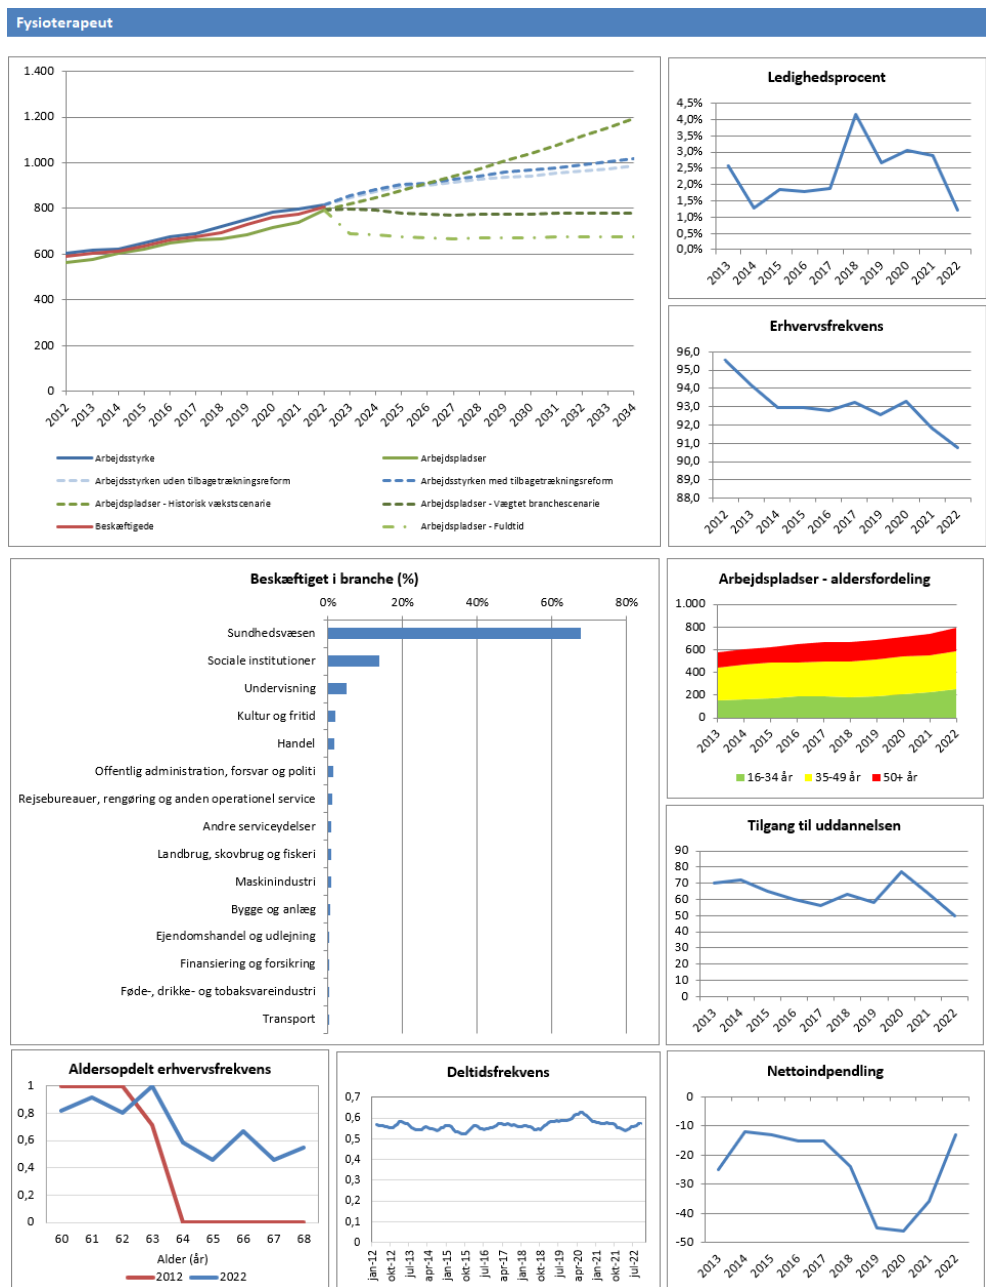 Fysioterapeut
1.400
1.200
1.000
800
600
400
200
0
2012 2013 2014 2015 2016 2017 2018 2019 2020 2021 2022 2023 2024 2025 2026 2027 2028 2029 2030 2031 2032 2033 2034
Arbejdsstyrke
Arbejdspladser
Arbejdsstyrken uden tilbagetrækningsreform
Arbejdsstyrken med tilbagetrækningsreform
Arbejdspladser - Historisk vækstscenarie
Arbejdspladser - Vægtet branchescenarie
Beskæftigede
Arbejdspladser - Fuldtid
Ledighedsprocent
4,5%
4,0%
3,5%
3,0%
2,5%
2,0%
1,5%
1,0%
0,5%
0,0%
2013 2014 2015 2016 2017 2018 2019 2020 2021 2022
Erhvervsfrekvens
96,0
95,0
94,0
93,0
92,0
91,0
90,0
89,0
88,0
2012 2013 2014 2015 2016 2017 2018 2019 2020 2021 2022
Beskæftiget i branche (%)
0% 20% 40% 60% 80%
Sundhedsvæsen
Sociale institutioner
Undervisning
Kultur og fritid
Handel
Offentlig administration, forsvar og politi
Rejsebureauer, rengøring og anden operationel service
Andre serviceydelser
Landbrug, skovbrug og fiskeri
Maskinindustri
Bygge og anlæg
Ejendomshandel og udlejning
Finansiering og forsikring
Føde-, drikke- og tobaksvareindustri
Transport
Arbejdspladser - aldersfordeling
1.000
800
600
400
200
0
2013 2014 2015 2016 2017 2018 2019 2020 2021 2022
16-34 år 35-49 år 50+ år
Tilgang til uddannelsen
90
80
70
60
50
40
30
20
10
0
2013 2014 2015 2016 2017 2018 2019 2020 2021 2022
Aldersopdelt erhvervsfrekvens
1
0,8
0,6
0,4
0,2
0
60 61 62 63 64 65 66 67 68
Alder (år)
2012 2022
Deltidsfrekvens
0,7
0,6
0,5
0,4
0,3
0,2
0,1
0
jan-12 okt-12 jul-13 apr-14 jan-15 okt-15 jul-16 apr-17 jan-18 okt-18 jul-19 apr-20 jan-21 okt-21 jul-22
Nettoindpendling
0
-10
-20
-30
-40
-50
2013 2014 2015 2016 2017 2018 2019 2020 2021 2022